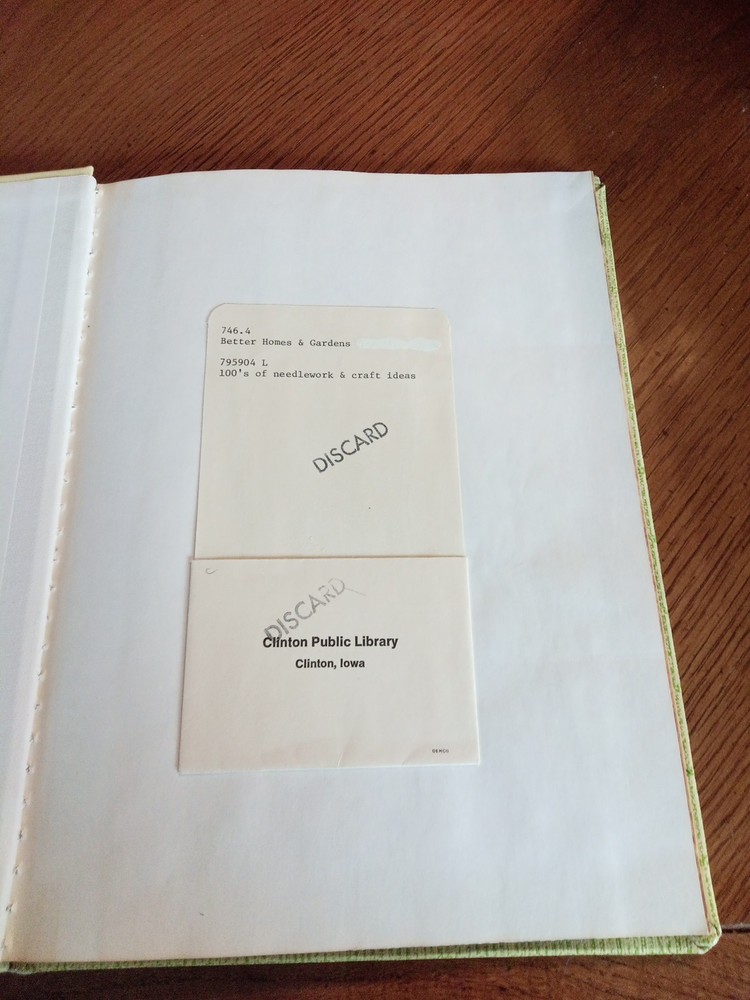 746.4
Better Homes & Gardens
795904 L
100's of needlework & craft ideas
DISCARD
DISCARD
Clinton Public Library
Clinton, Iowa
DEMCO